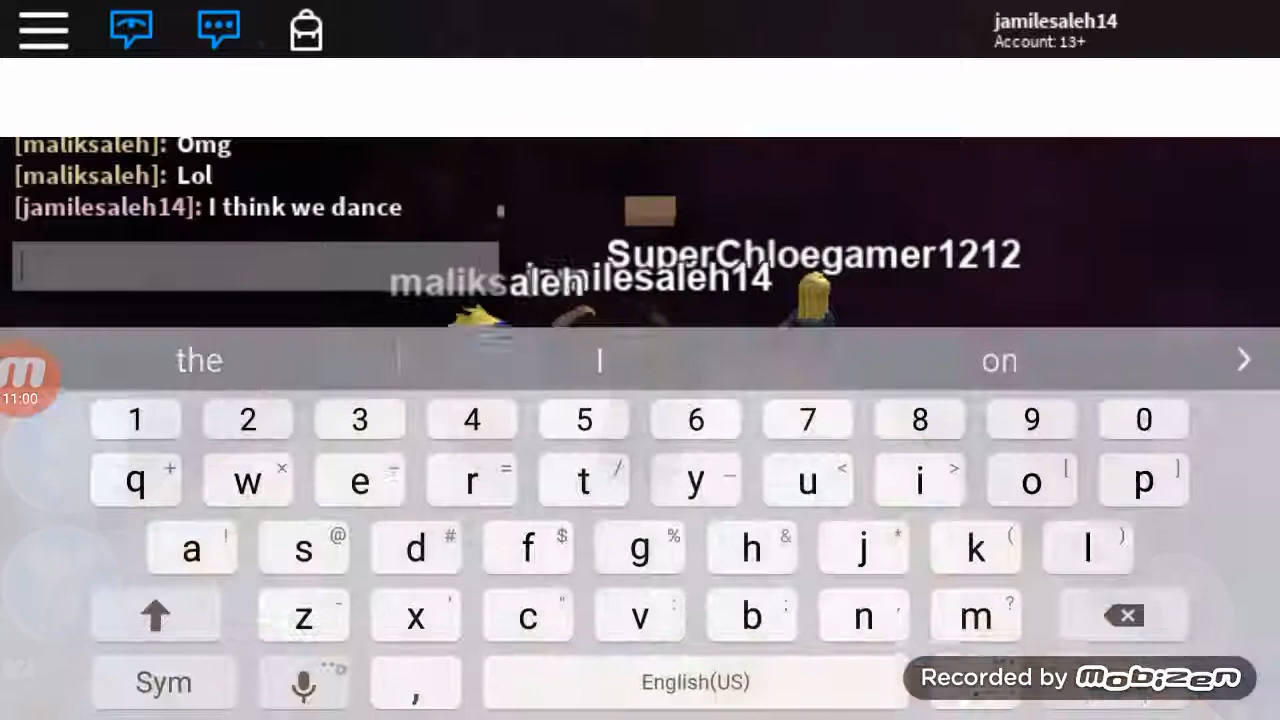 jamilesaleh14
Account: 13+
[maliksaleh]: Omg
[maliksaleh]: Lol
[jamilesaleh14]: I think we dance
SuperChloegamer1212
maliksaleh jamilesaleh14
the I on
M
11:00
1 2 3 4 5 6 7 8 9 0
q + w × e ÷ r = t / y _ u < i > o [ p ]
a ! s @ d # f $ g % h & j * k ( l )
z - x ' c " v : b ; n , m ?
Sym , English(US)
Recorded by mobizen